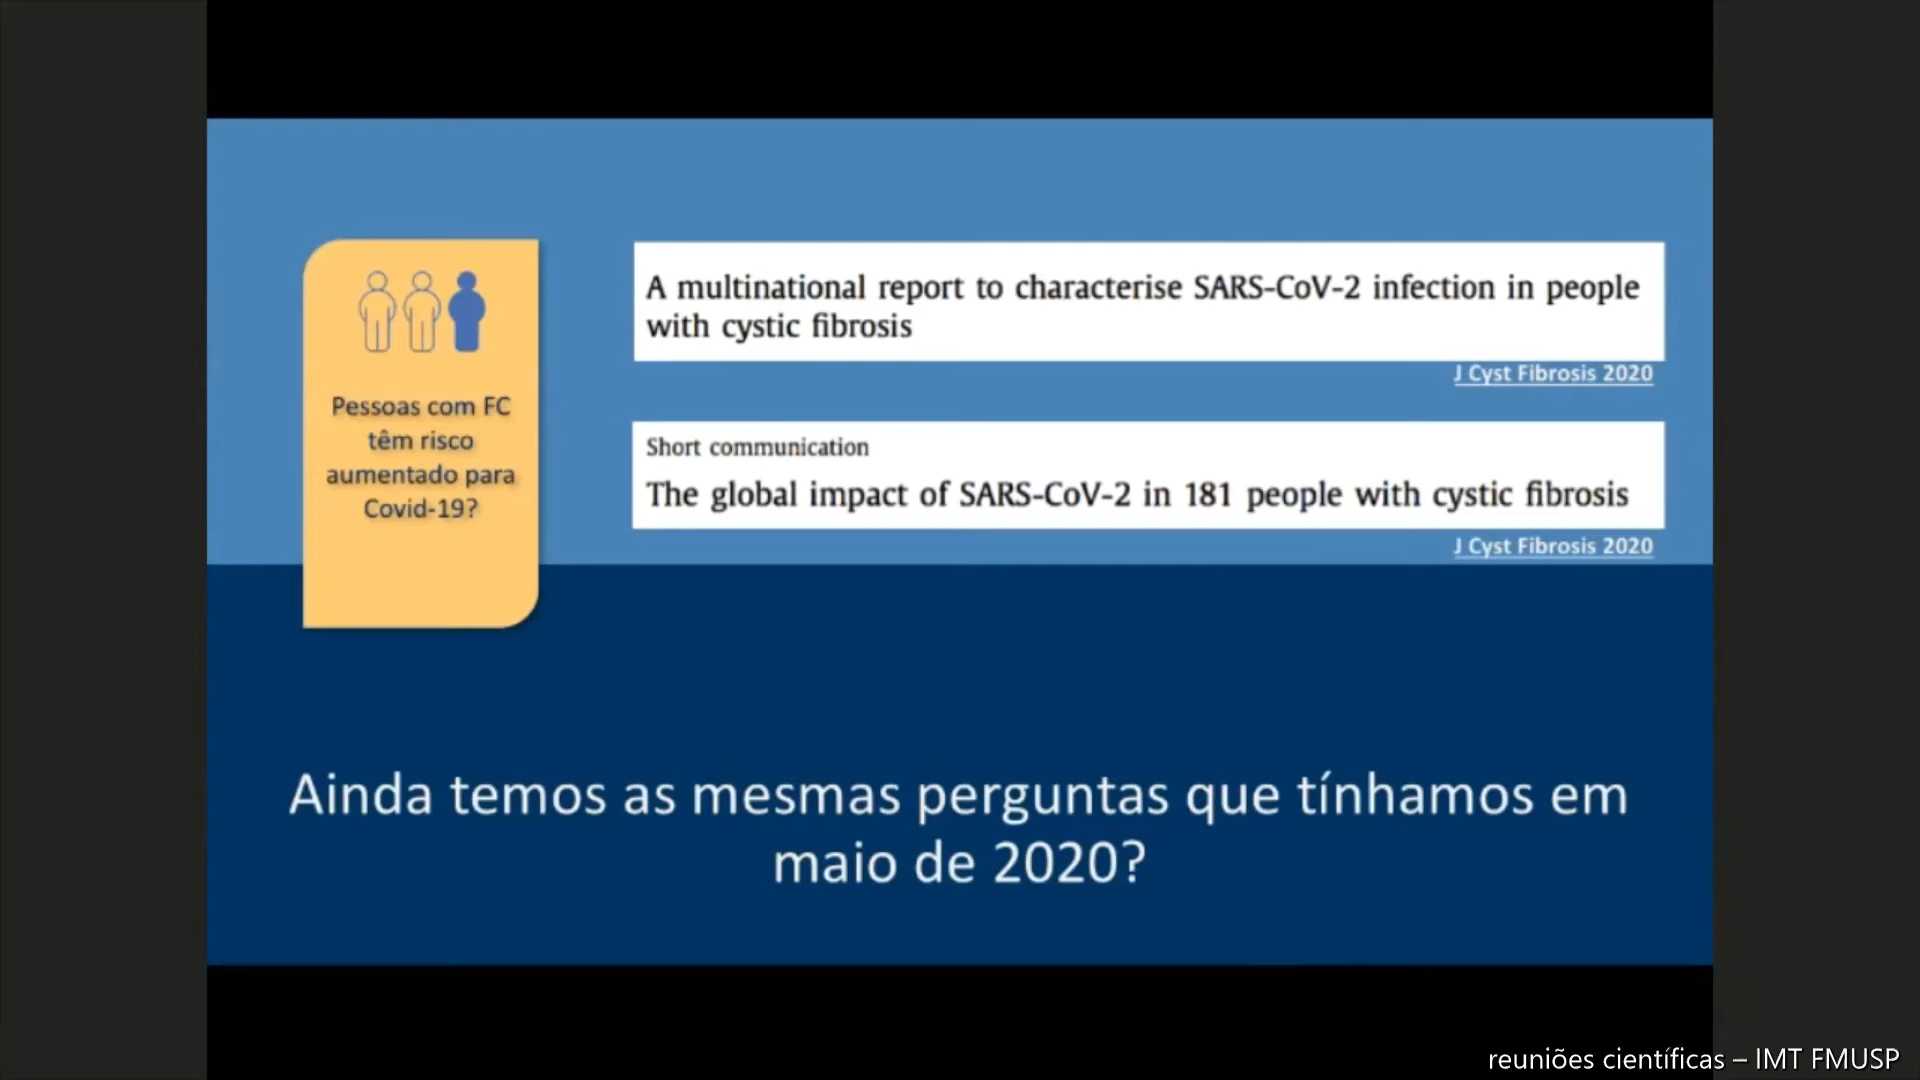 Pessoas com FC
têm risco
aumentado para
Covid-19?
A multinational report to characterise SARS-CoV-2 infection in people
with cystic fibrosis
J Cyst Fibrosis 2020
Short communication
The global impact of SARS-CoV-2 in 181 people with cystic fibrosis
J Cyst Fibrosis 2020
Ainda temos as mesmas perguntas que tínhamos em
maio de 2020?
reuniões científicas – IMT FMUSP